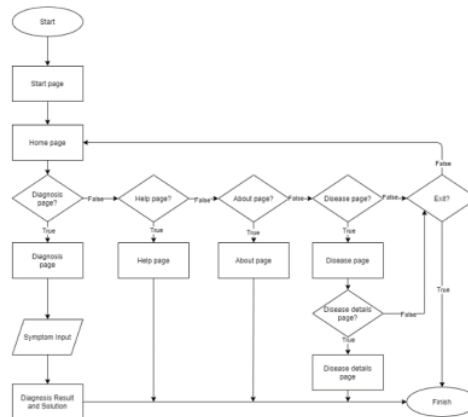 Start
Start page
Home page
False
Diagnosis
page?
False
Help page?
False
About page?
False
Disease page?
False
Exit?
True
True
True
True
Diagnosis
page
Help page
About page
Disease page
True
Symptom Input
Disease details
page?
False
True
Diagnosis Result
and Solution
Disease details
page
Finish